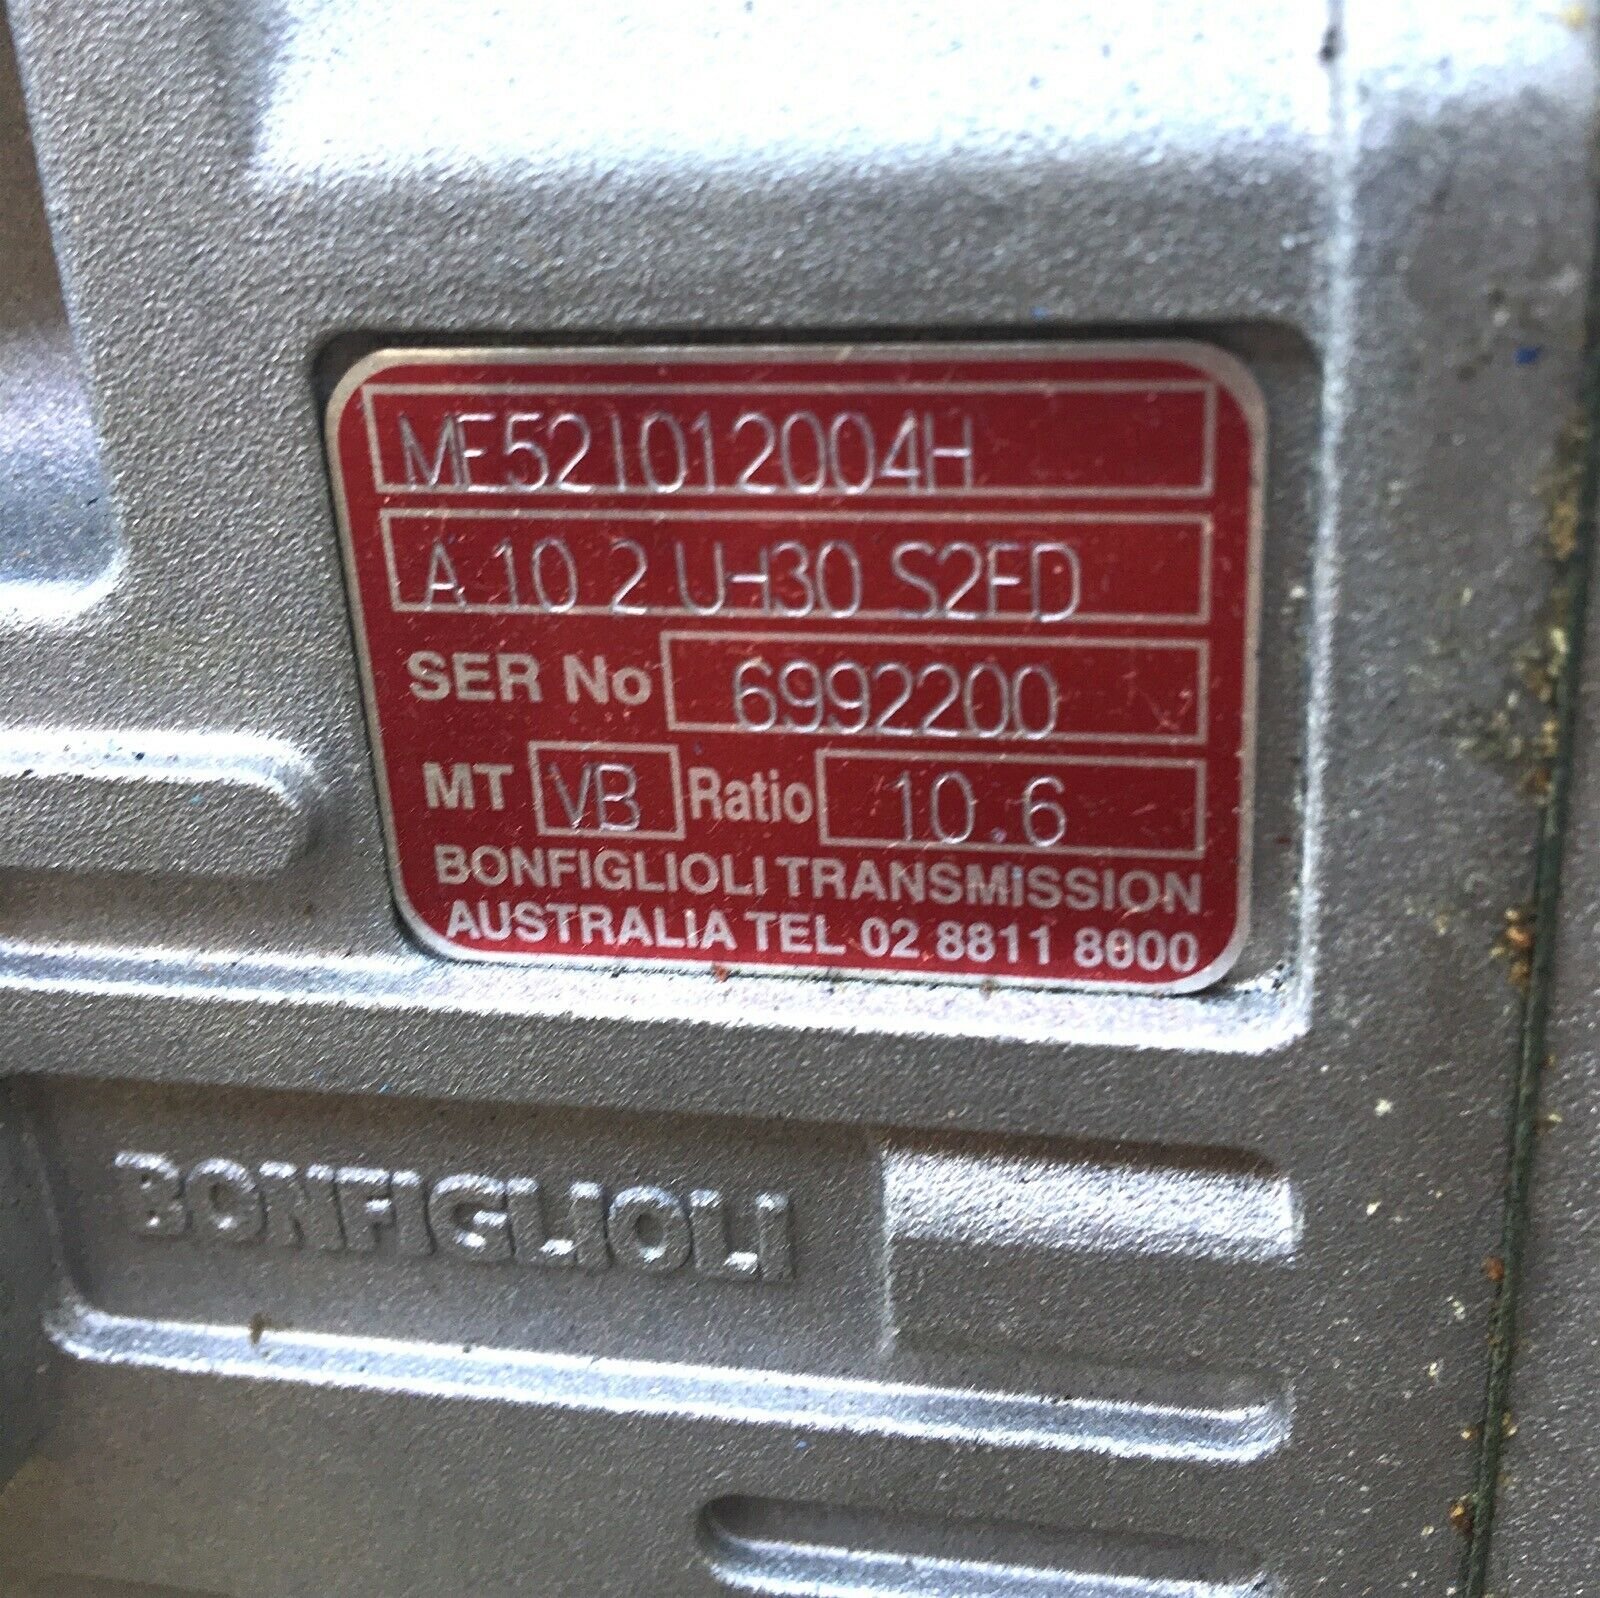 ME521012004H
A 10 2 UH30 S2FD
SER No 6992200
MT VB Ratio 10.6
BONFIGLIOLI TRANSMISSION
AUSTRALIA TEL 02 8811 8000
BONFIGLIOLI